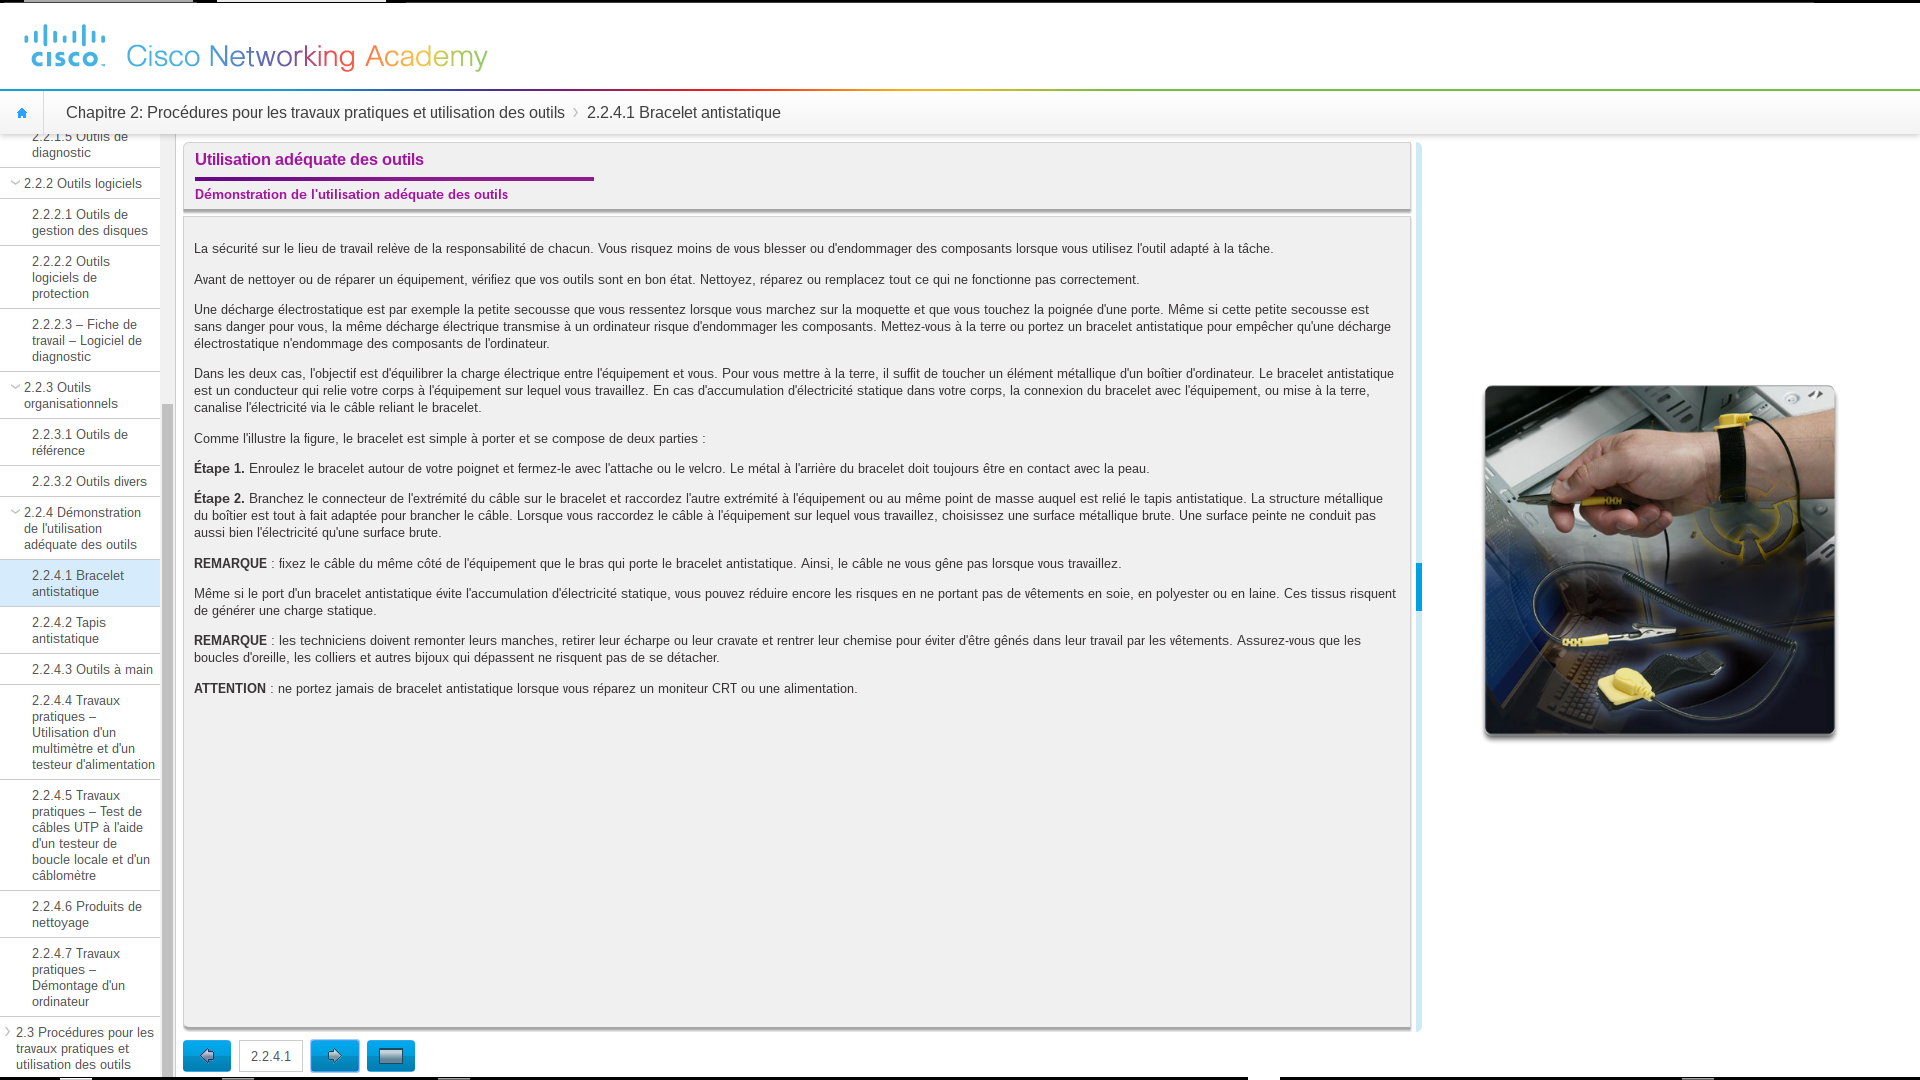 CISCO
Cisco Networking Academy
Chapitre 2: Procédures pour les travaux pratiques et utilisation des outils
2.2.4.1 Bracelet antistatique
2.2.1.5 Outils de
diagnostic
2.2.2 Outils logiciels
2.2.2.1 Outils de
gestion des disques
2.2.2.2 Outils
logiciels de
protection
2.2.2.3 – Fiche de
travail – Logiciel de
diagnostic
2.2.3 Outils
organisationnels
2.2.3.1 Outils de
référence
2.2.3.2 Outils divers
2.2.4 Démonstration
de l'utilisation
adéquate des outils
2.2.4.1 Bracelet
antistatique
2.2.4.2 Tapis
antistatique
2.2.4.3 Outils à main
2.2.4.4 Travaux
pratiques –
Utilisation d'un
multimètre et d'un
testeur d'alimentation
2.2.4.5 Travaux
pratiques – Test de
câbles UTP à l'aide
d'un testeur de
boucle locale et d'un
câblomètre
2.2.4.6 Produits de
nettoyage
2.2.4.7 Travaux
pratiques –
Démontage d'un
ordinateur
2.3 Procédures pour les
travaux pratiques et
utilisation des outils
Utilisation adéquate des outils
Démonstration de l'utilisation adéquate des outils
La sécurité sur le lieu de travail relève de la responsabilité de chacun. Vous risquez moins de vous blesser ou d'endommager des composants lorsque vous utilisez l'outil adapté à la tâche.
Avant de nettoyer ou de réparer un équipement, vérifiez que vos outils sont en bon état. Nettoyez, réparez ou remplacez tout ce qui ne fonctionne pas correctement.
Une décharge électrostatique est par exemple la petite secousse que vous ressentez lorsque vous marchez sur la moquette et que vous touchez la poignée d'une porte. Même si cette petite secousse est
sans danger pour vous, la même décharge électrique transmise à un ordinateur risque d'endommager les composants. Mettez-vous à la terre ou portez un bracelet antistatique pour empêcher qu'une décharge
électrostatique n'endommage des composants de l'ordinateur.
Dans les deux cas, l'objectif est d'équilibrer la charge électrique entre l'équipement et vous. Pour vous mettre à la terre, il suffit de toucher un élément métallique d'un boîtier d'ordinateur. Le bracelet antistatique
est un conducteur qui relie votre corps à l'équipement sur lequel vous travaillez. En cas d'accumulation d'électricité statique dans votre corps, la connexion du bracelet avec l'équipement, ou mise à la terre,
canalise l'électricité via le câble reliant le bracelet.
Comme l'illustre la figure, le bracelet est simple à porter et se compose de deux parties :
Étape 1. Enroulez le bracelet autour de votre poignet et fermez-le avec l'attache ou le velcro. Le métal à l'arrière du bracelet doit toujours être en contact avec la peau.
Étape 2. Branchez le connecteur de l'extrémité du câble sur le bracelet et raccordez l'autre extrémité à l'équipement ou au même point de masse auquel est relié le tapis antistatique. La structure métallique
du boîtier est tout à fait adaptée pour brancher le câble. Lorsque vous raccordez le câble à l'équipement sur lequel vous travaillez, choisissez une surface métallique brute. Une surface peinte ne conduit pas
aussi bien l'électricité qu'une surface brute.
REMARQUE : fixez le câble du même côté de l'équipement que le bras qui porte le bracelet antistatique. Ainsi, le câble ne vous gêne pas lorsque vous travaillez.
Même si le port d'un bracelet antistatique évite l'accumulation d'électricité statique, vous pouvez réduire encore les risques en ne portant pas de vêtements en soie, en polyester ou en laine. Ces tissus risquent
de générer une charge statique.
REMARQUE : les techniciens doivent remonter leurs manches, retirer leur écharpe ou leur cravate et rentrer leur chemise pour éviter d'être gênés dans leur travail par les vêtements. Assurez-vous que les
boucles d'oreille, les colliers et autres bijoux qui dépassent ne risquent pas de se détacher.
ATTENTION : ne portez jamais de bracelet antistatique lorsque vous réparez un moniteur CRT ou une alimentation.
2.2.4.1